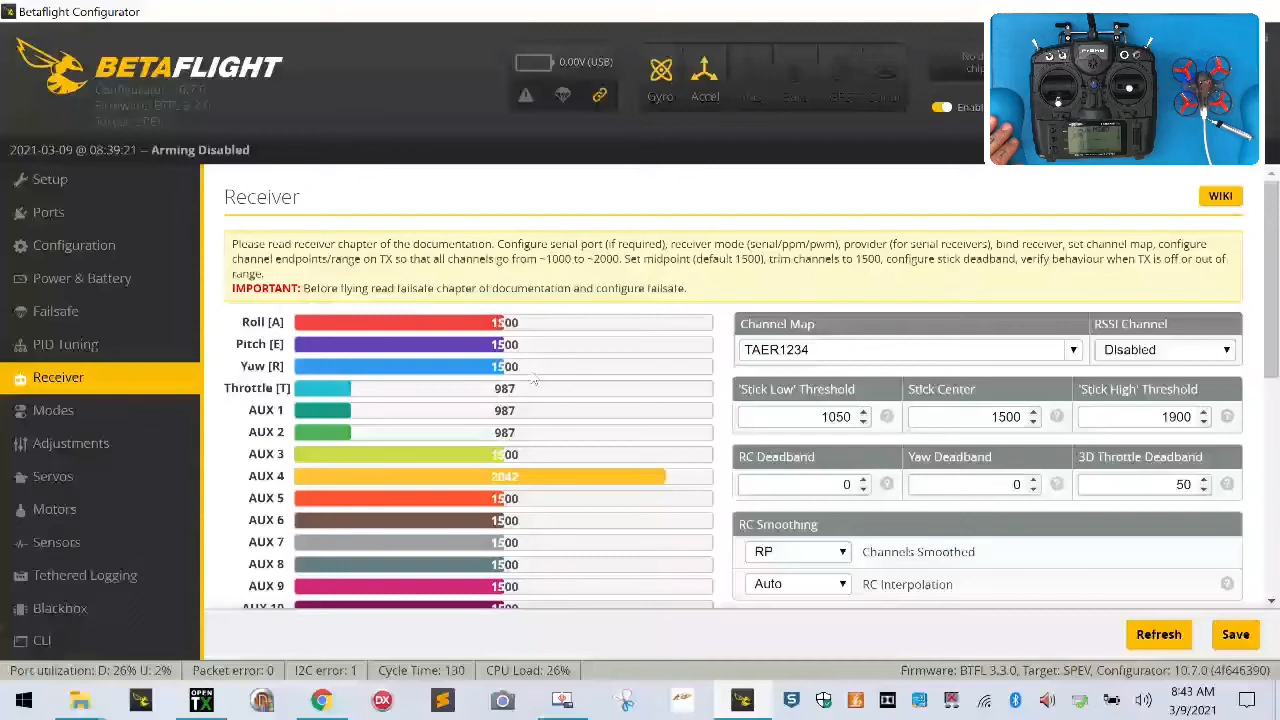 Betaflight Configurator
BETAFLIGHT
0.00V (USB)
Gyro
Accel
Enab
2021-03-09 @ 08:39:21 -- Arming Disabled
Setup
Ports
Configuration
Power & Battery
Failsafe
PID Tuning
Receiver
Modes
Adjustments
Servos
Motors
Sensors
Tethered Logging
Blackbox
CLI
Receiver
WIKI
Please read receiver chapter of the documentation. Configure serial port (if required), receiver mode (serial/ppm/pwm), provider (for serial receivers), bind receiver, set channel map, configure
channel endpoints/range on TX so that all channels go from ~1000 to ~2000. Set midpoint (default 1500), trim channels to 1500, configure stick deadband, verify behaviour when TX is off or out of
range.
IMPORTANT: Before flying read failsafe chapter of documentation and configure failsafe.
Roll [A] 1500
Pitch [E] 1500
Yaw [R] 1500
Throttle [T] 987
AUX 1 987
AUX 2 987
AUX 3 1500
AUX 4 2042
AUX 5 1500
AUX 6 1500
AUX 7 1500
AUX 8 1500
AUX 9 1500
AUX 10 1500
Channel Map RSSI Channel
TAER1234 Disabled
'Stick Low' Threshold Stick Center 'Stick High' Threshold
1050 1500 1900
RC Deadband Yaw Deadband 3D Throttle Deadband
0 0 50
RC Smoothing
RP Channels Smoothed
Auto RC Interpolation
Refresh Save
Port utilization: D: 26% U: 2% Packet error: 0 I2C error: 1 Cycle Time: 130 CPU Load: 26% Firmware: BTFL 3.3.0, Target: SPEV, Configurator: 10.7.0 (4f646390)
OPEN
TX
DX
8:43 AM
3/9/2021